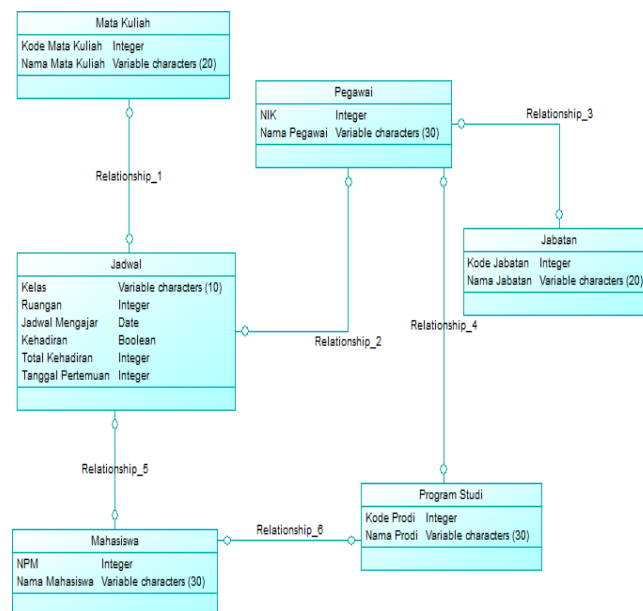 Mata Kuliah
Kode Mata Kuliah Integer
Nama Mata Kuliah Variable characters (20)
Pegawai
NIK Integer
Nama Pegawai Variable characters (30)
Relationship_3
Relationship_1
Jabatan
Kode Jabatan Integer
Nama Jabatan Variable characters (20)
Jadwal
Kelas Variable characters (10)
Ruangan Integer
Jadwal Mengajar Date
Kehadiran Boolean
Total Kehadiran Integer
Tanggal Pertemuan Integer
Relationship_4
Relationship_2
Relationship_5
Program Studi
Kode Prodi Integer
Nama Prodi Variable characters (30)
Relationship_6
Mahasiswa
NPM Integer
Nama Mahasiswa Variable characters (30)